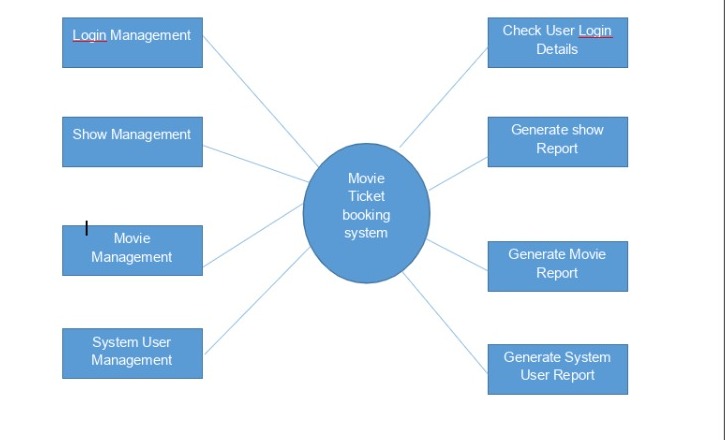 Login Management
Show Management
Movie
Management
System User
Management
Movie
Ticket
booking
system
Check User Login
Details
Generate show
Report
Generate Movie
Report
Generate System
User Report